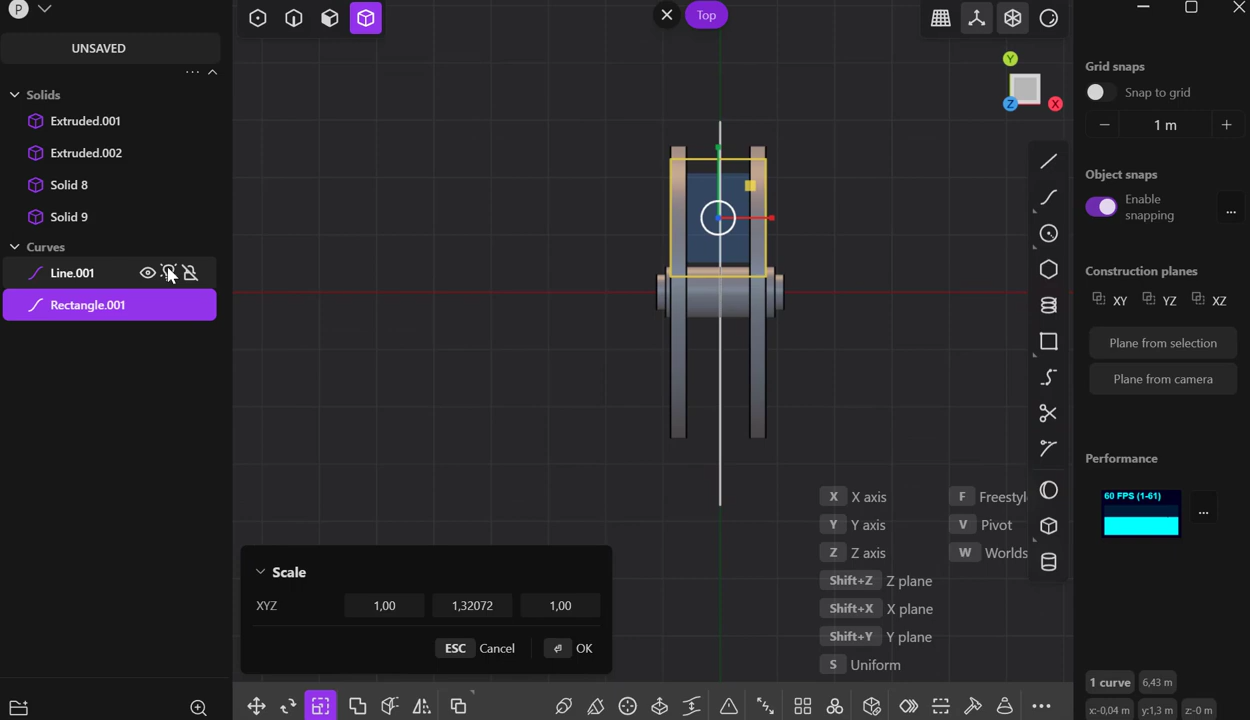 P
Top
UNSAVED
...
Solids
Extruded.001
Extruded.002
Solid 8
Solid 9
Curves
Line.001
Rectangle.001
Y
Z
X
Grid snaps
Snap to grid
− 1 m +
Object snaps
Enable snapping ...
Construction planes
XY YZ XZ
Plane from selection
Plane from camera
Performance
60 FPS (1-61)
...
X X axis F Freestyl
Y Y axis V Pivot
Z Z axis W Worlds
Shift+Z Z plane
Shift+X X plane
Shift+Y Y plane
S Uniform
Scale
XYZ 1,00 1,32072 1,00
ESC Cancel OK
1 curve 6,43 m
x:-0,04 m y:1,3 m z:-0 m